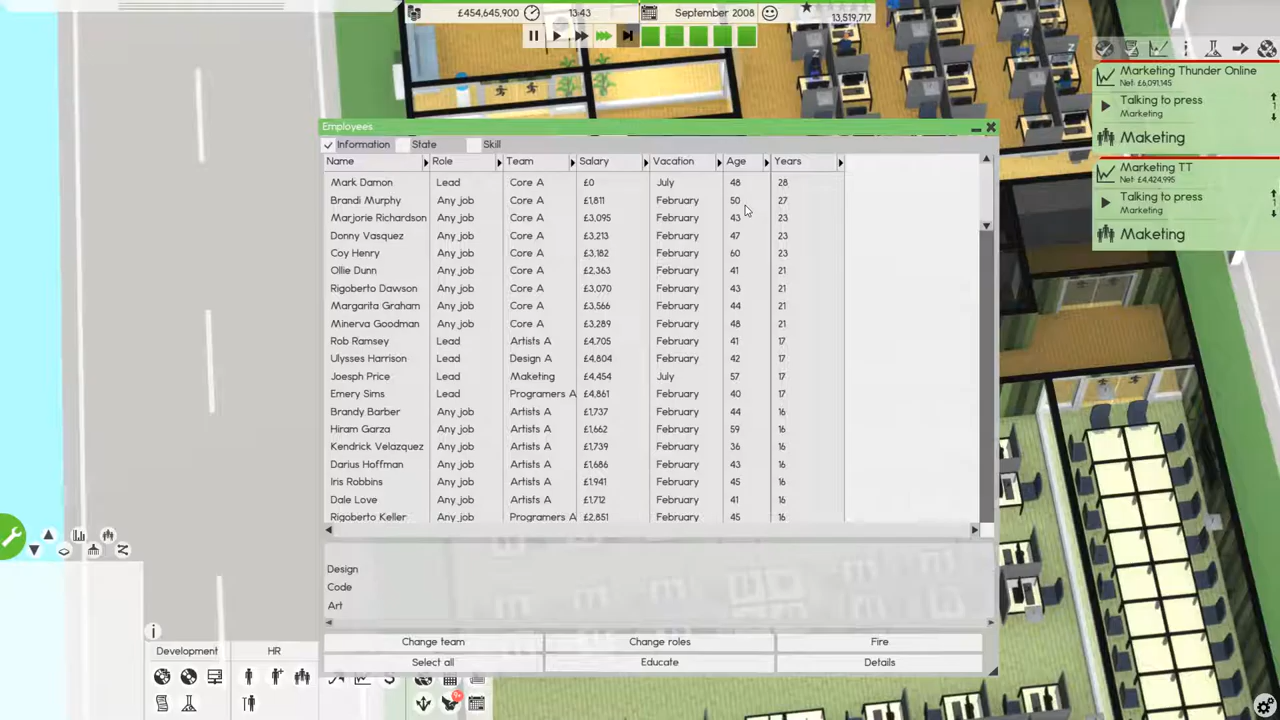 £454,645,900 13:43 September 2008 13,519,717
Marketing Thunder Online
Net: £6,091,145
Talking to press
Marketing
1
Maketing
Marketing TT
Net: £4,424,995
Talking to press
Marketing
1
Maketing
Employees
Information State Skill
Name Role Team Salary Vacation Age Years
Mark Damon Lead Core A £0 July 48 28
Brandi Murphy Any job Core A £1,811 February 50 27
Marjorie Richardson Any job Core A £3,095 February 43 23
Donny Vasquez Any job Core A £3,213 February 47 23
Coy Henry Any job Core A £3,182 February 60 23
Ollie Dunn Any job Core A £2,363 February 41 21
Rigoberto Dawson Any job Core A £3,070 February 43 21
Margarita Graham Any job Core A £3,566 February 44 21
Minerva Goodman Any job Core A £3,289 February 48 21
Rob Ramsey Lead Artists A £4,705 February 41 17
Ulysses Harrison Lead Design A £4,804 February 42 17
Joesph Price Lead Maketing £4,454 July 57 17
Emery Sims Lead Programers A £4,861 February 40 17
Brandy Barber Any job Artists A £1,737 February 44 16
Hiram Garza Any job Artists A £1,662 February 59 16
Kendrick Velazquez Any job Artists A £1,739 February 36 16
Darius Hoffman Any job Artists A £1,686 February 43 16
Iris Robbins Any job Artists A £1,941 February 45 16
Dale Love Any job Artists A £1,712 February 41 16
Rigoberto Keller Any job Programers A £2,851 February 45 16
Design
Code
Art
Change team Change roles Fire
Select all Educate Details
Development HR
9+
z
z